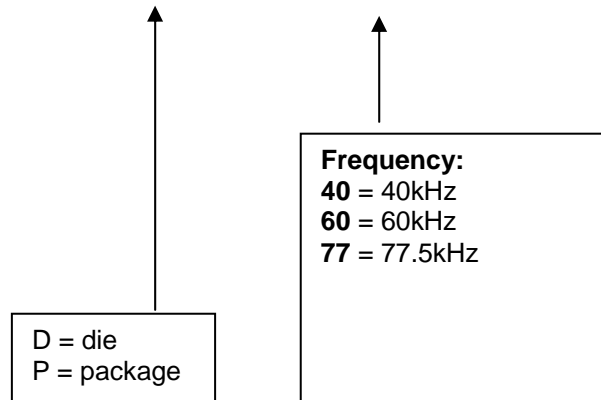 Frequency:
40 = 40kHz
60 = 60kHz
77 = 77.5kHz
D = die
P = package